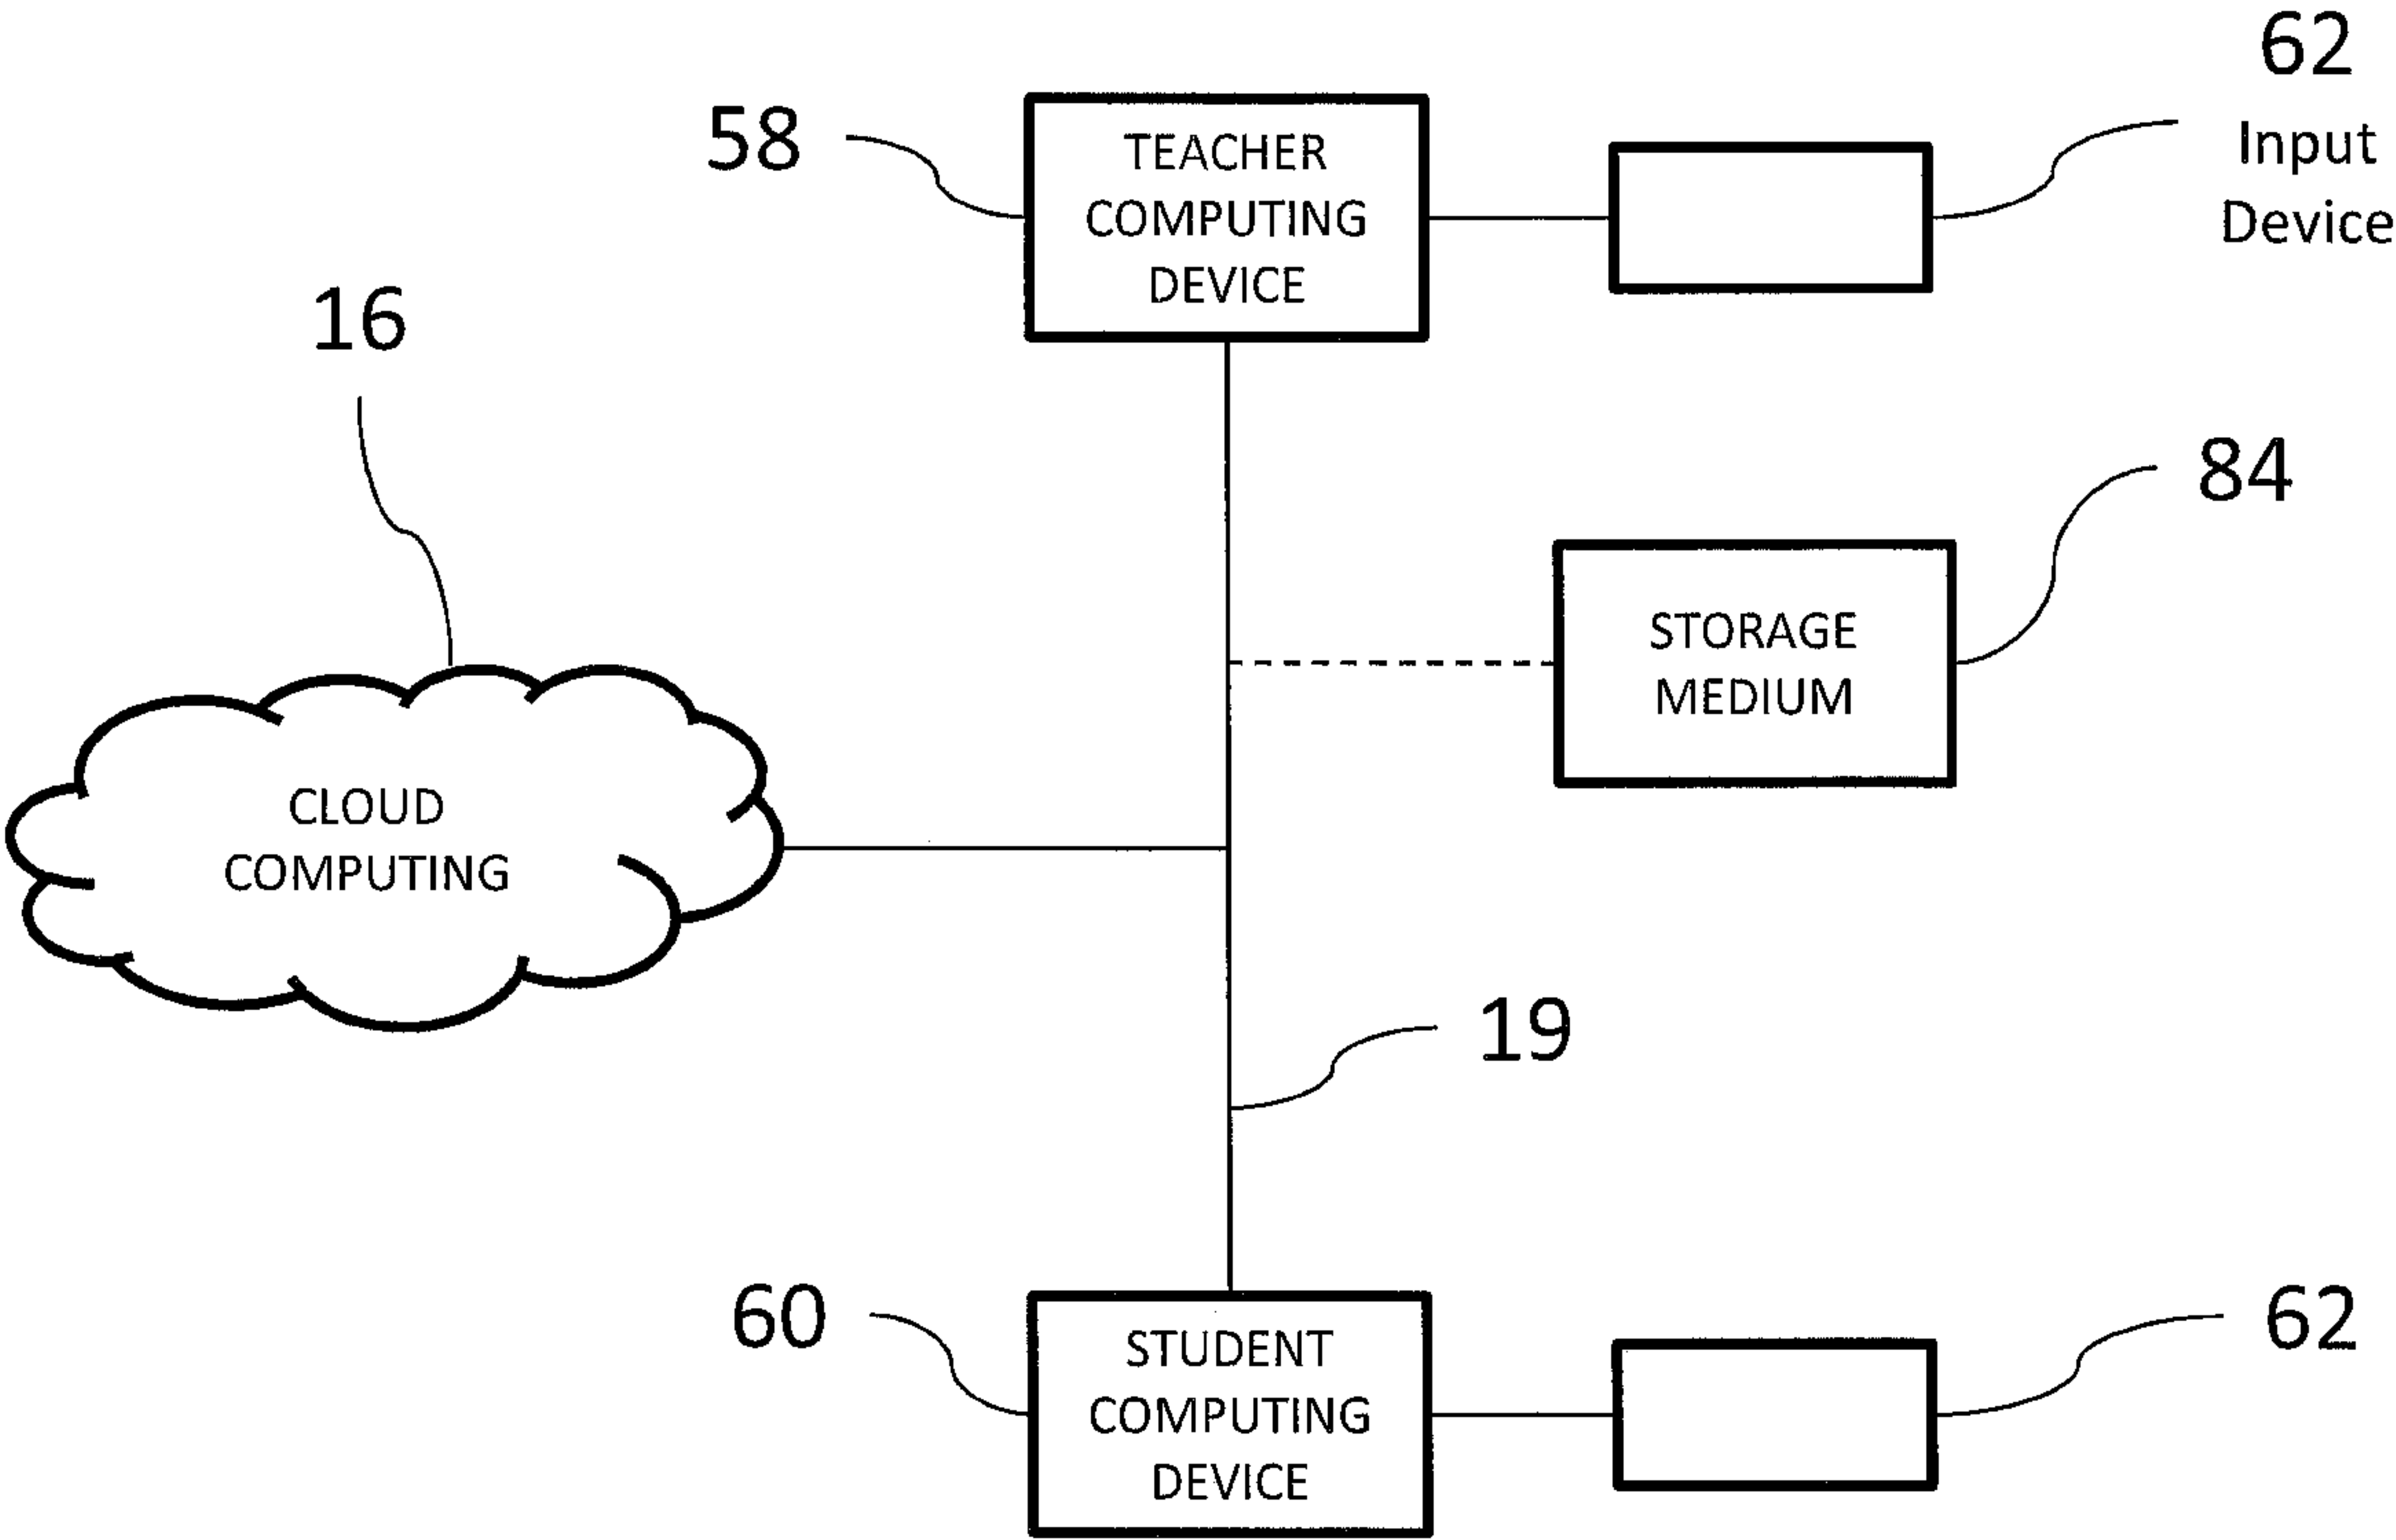 62
Input
Device
58
TEACHER
COMPUTING
DEVICE
16
84
STORAGE
MEDIUM
CLOUD
COMPUTING
19
60
STUDENT
COMPUTING
DEVICE
62